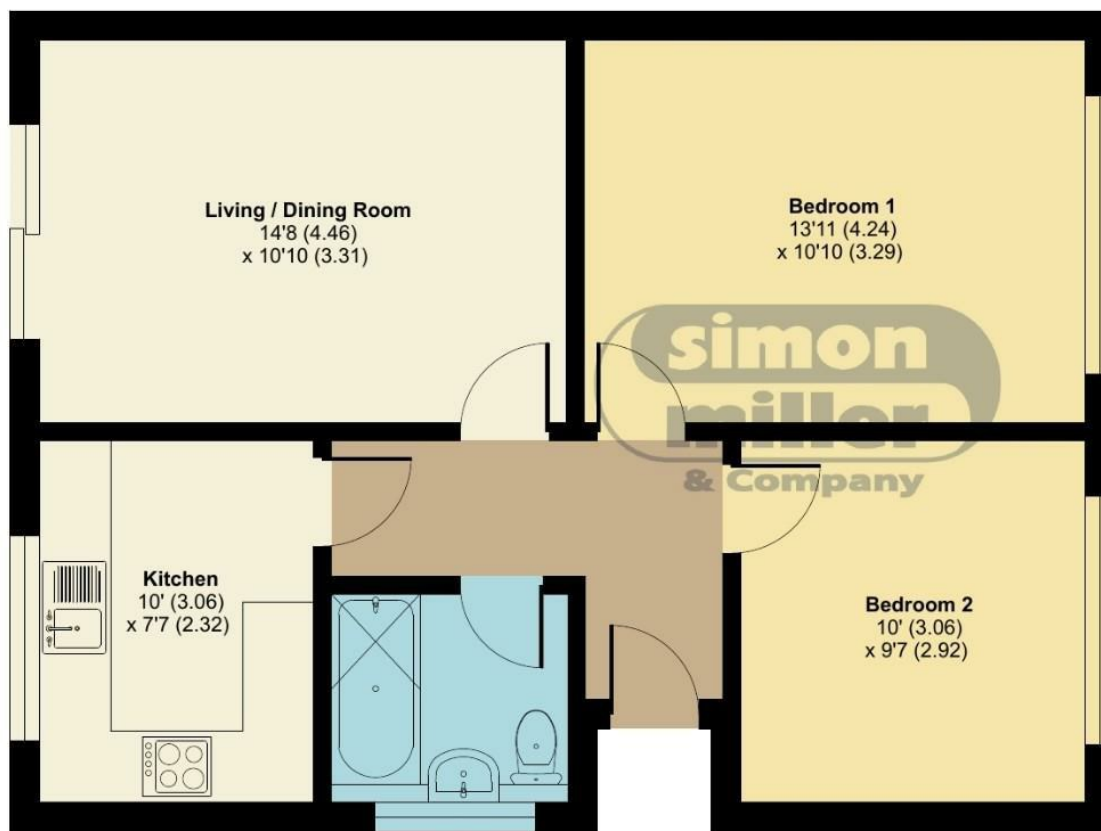 Living / Dining Room
14'8 (4.46)
x 10'10 (3.31)
Bedroom 1
13'11 (4.24)
x 10'10 (3.29)
simon
miller
& Company
Kitchen
10' (3.06)
x 7'7 (2.32)
Bedroom 2
10' (3.06)
x 9'7 (2.92)